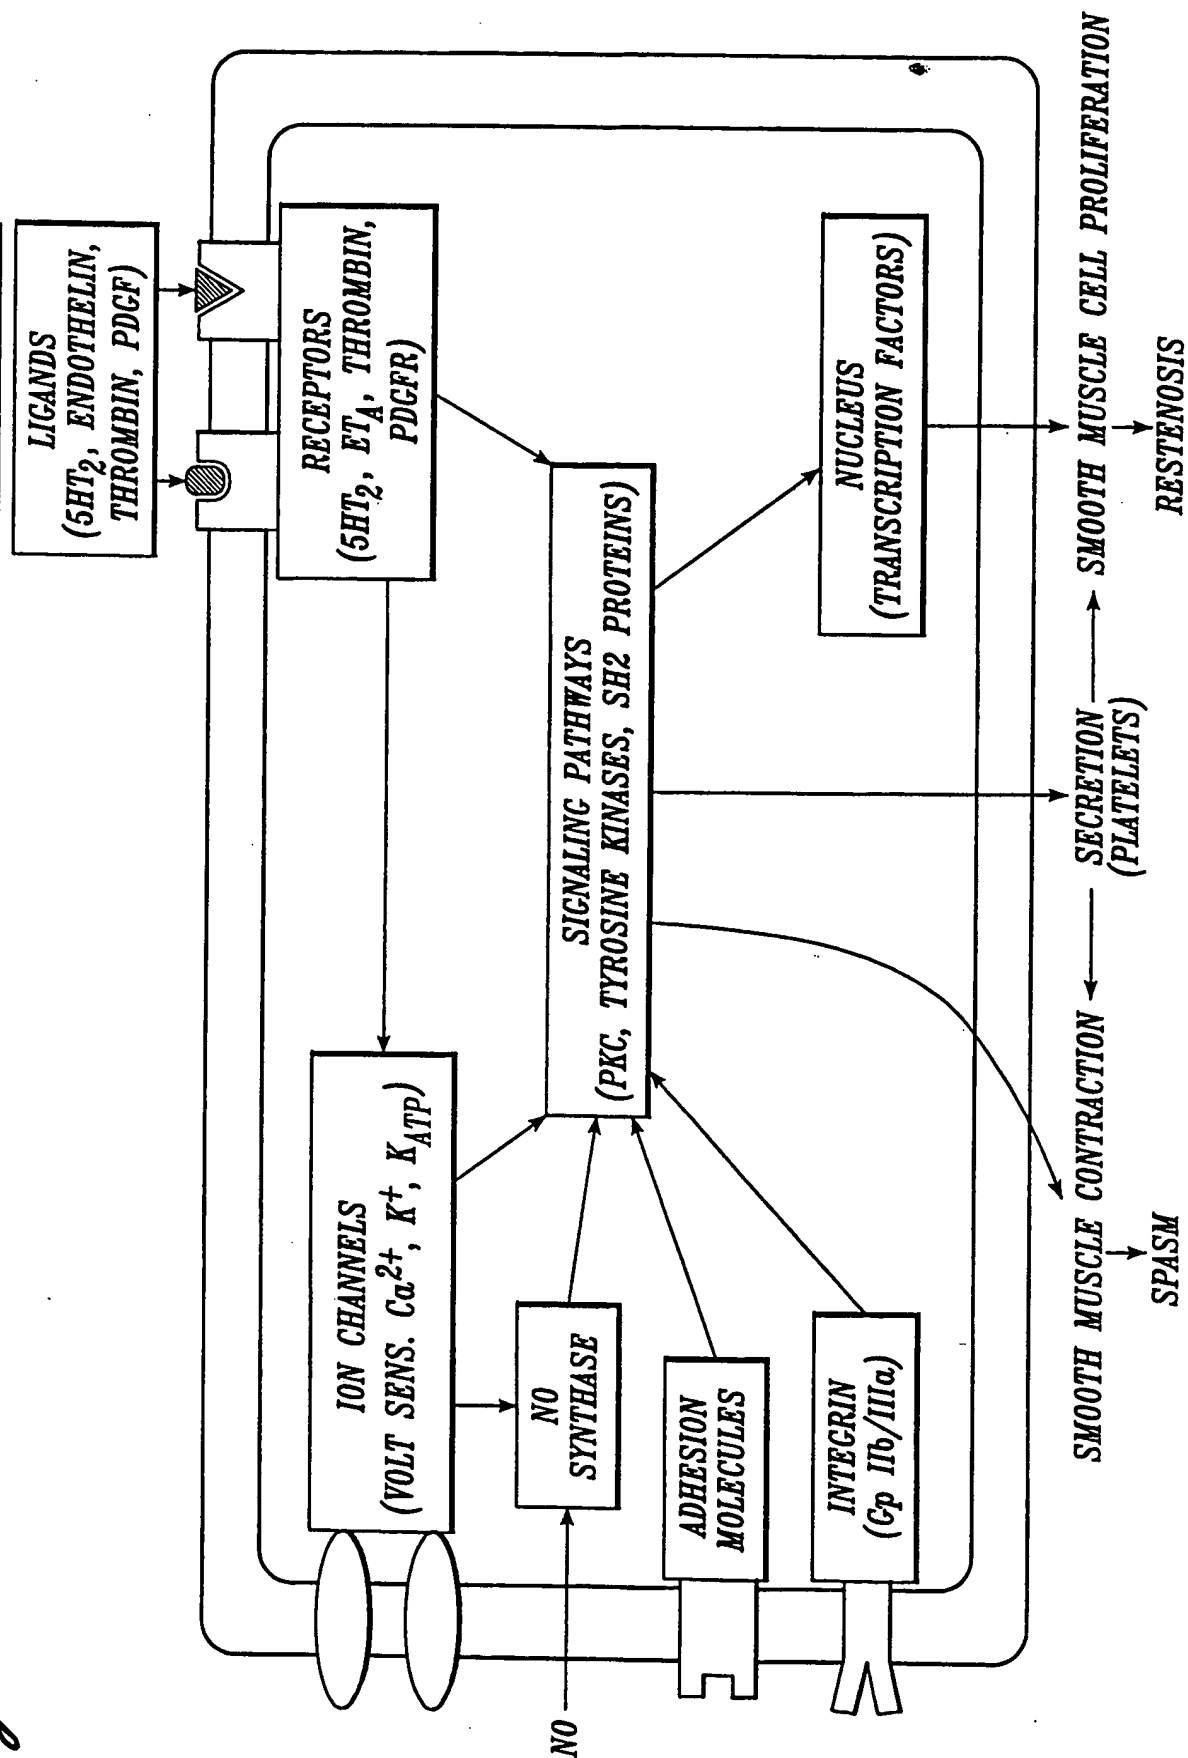 LIGANDS
(5HT2, ENDOTHELIN,
THROMBIN, PDGF)
RECEPTORS
(5HT2, ETA, THROMBIN,
PDGFR)
ION CHANNELS
(VOLT SENS. Ca2+, K+, KATP)
NO
NO
SYNTHASE
SIGNALING PATHWAYS
(PKC, TYROSINE KINASES, SH2 PROTEINS)
ADHESION
MOLECULES
INTEGRIN
(Gp IIb/IIIa)
NUCLEUS
(TRANSCRIPTION FACTORS)
SMOOTH MUSCLE CONTRACTION
SPASM
SECRETION
(PLATELETS)
SMOOTH MUSCLE CELL PROLIFERATION
RESTENOSIS